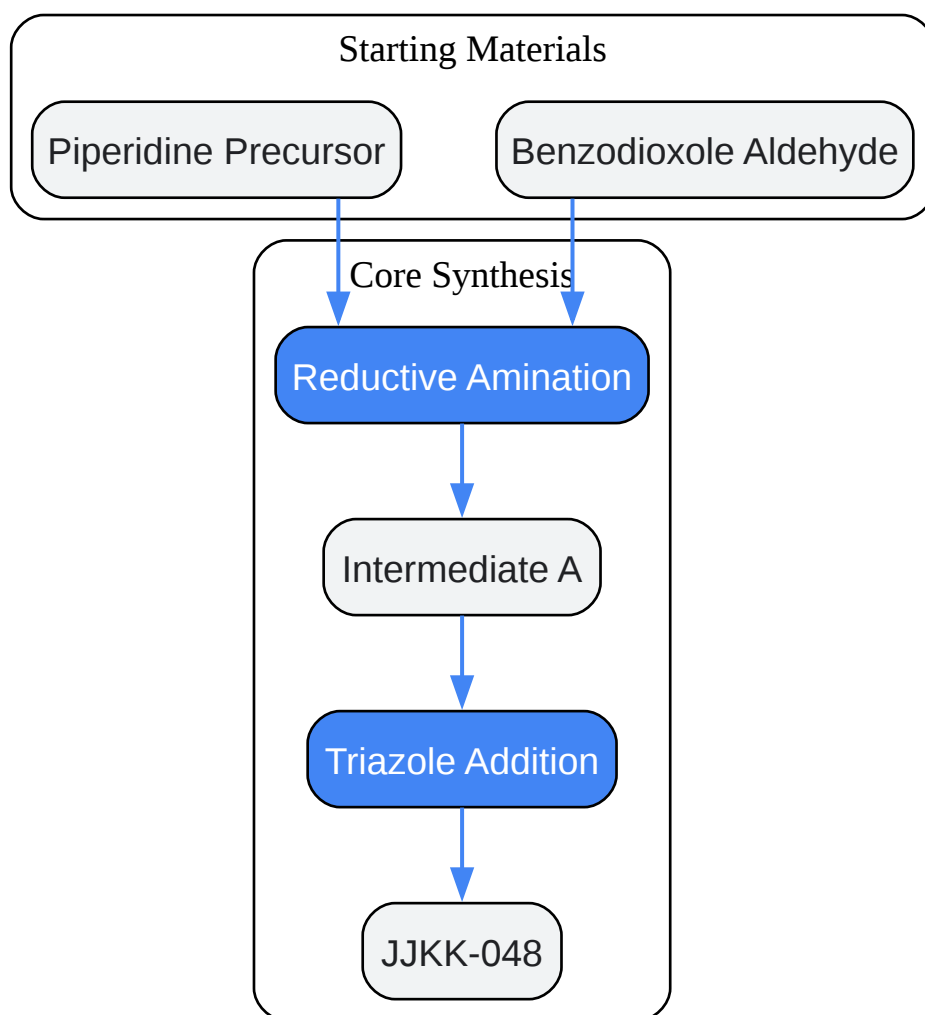 Starting Materials
Piperidine Precursor
Benzodioxole Aldehyde
Core Synthesis
Reductive Amination
Intermediate A
Triazole Addition
JJKK-048